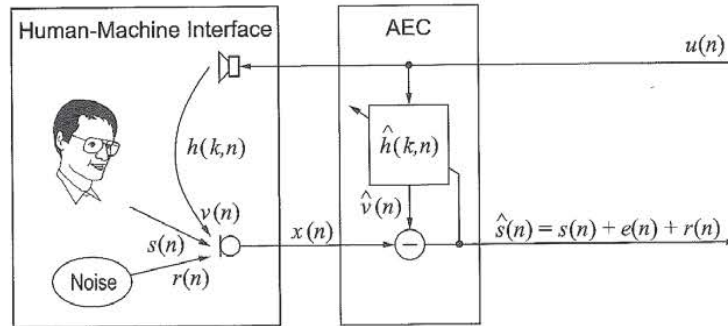 Human-Machine Interface
AEC
u(n)
h(k,n)
ĥ(k,n)
v(n)
v̂(n)
s(n)
x(n)
ŝ(n) = s(n) + e(n) + r(n)
Noise
r(n)